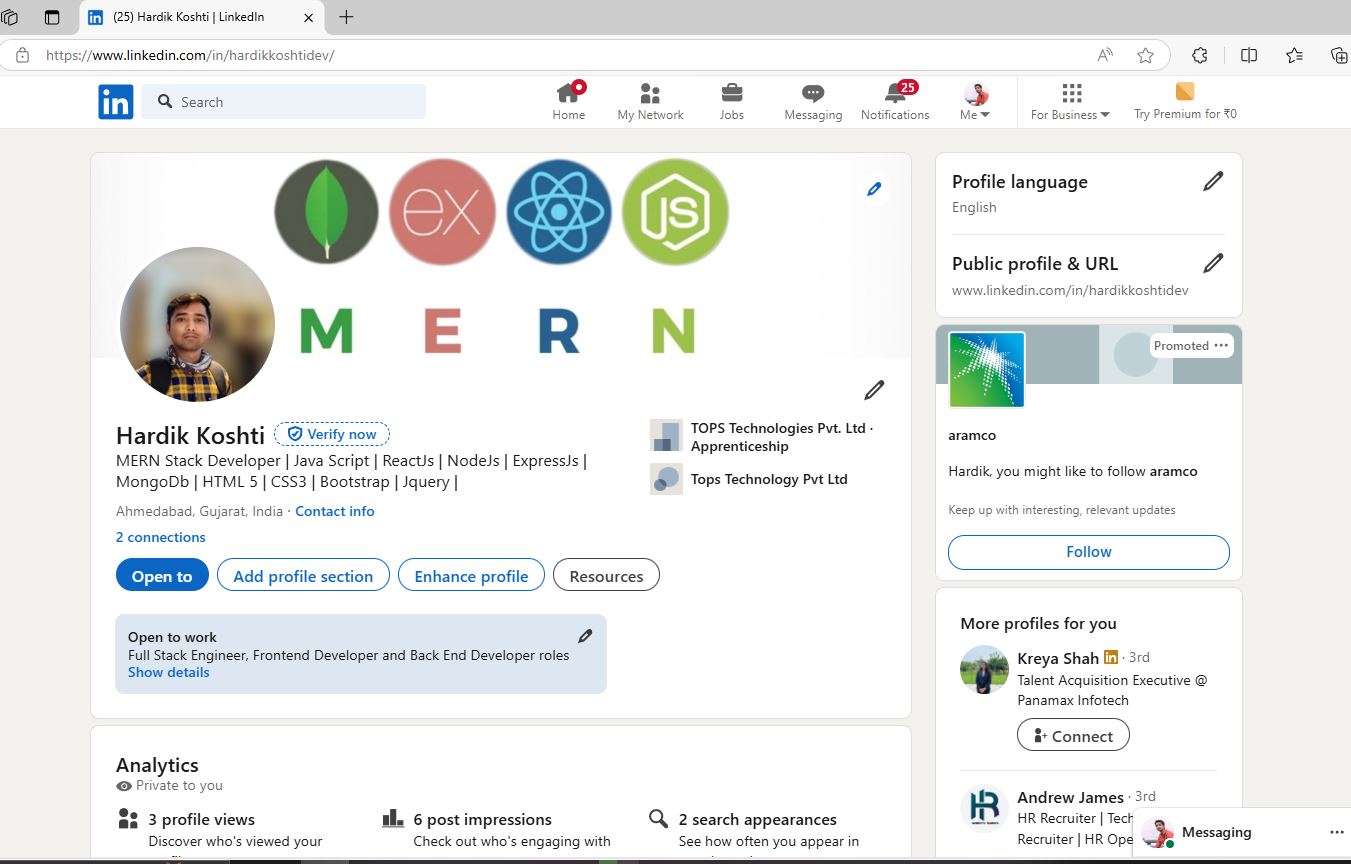 (25) Hardik Koshti | LinkedIn
https://www.linkedin.com/in/hardikkoshtidev/
in
Search
Home
My Network
Jobs
Messaging
25
Notifications
Me
For Business
Try Premium for ₹0
ex
JS
M E R N
Hardik Koshti
Verify now
MERN Stack Developer | Java Script | ReactJs | NodeJs | ExpressJs |
MongoDb | HTML 5 | CSS3 | Bootstrap | Jquery |
Ahmedabad, Gujarat, India · Contact info
2 connections
Open to
Add profile section
Enhance profile
Resources
TOPS Technologies Pvt. Ltd ·
Apprenticeship
Tops Technology Pvt Ltd
Open to work
Full Stack Engineer, Frontend Developer and Back End Developer roles
Show details
Analytics
Private to you
3 profile views
Discover who's viewed your
6 post impressions
Check out who's engaging with
2 search appearances
See how often you appear in
Profile language
English
Public profile & URL
www.linkedin.com/in/hardikkoshtidev
Promoted
aramco
Hardik, you might like to follow aramco
Keep up with interesting, relevant updates
Follow
More profiles for you
Kreya Shah in · 3rd
Talent Acquisition Executive @
Panamax Infotech
Connect
HR
Andrew James · 3rd
HR Recruiter | Tech
Recruiter | HR Ope
Messaging